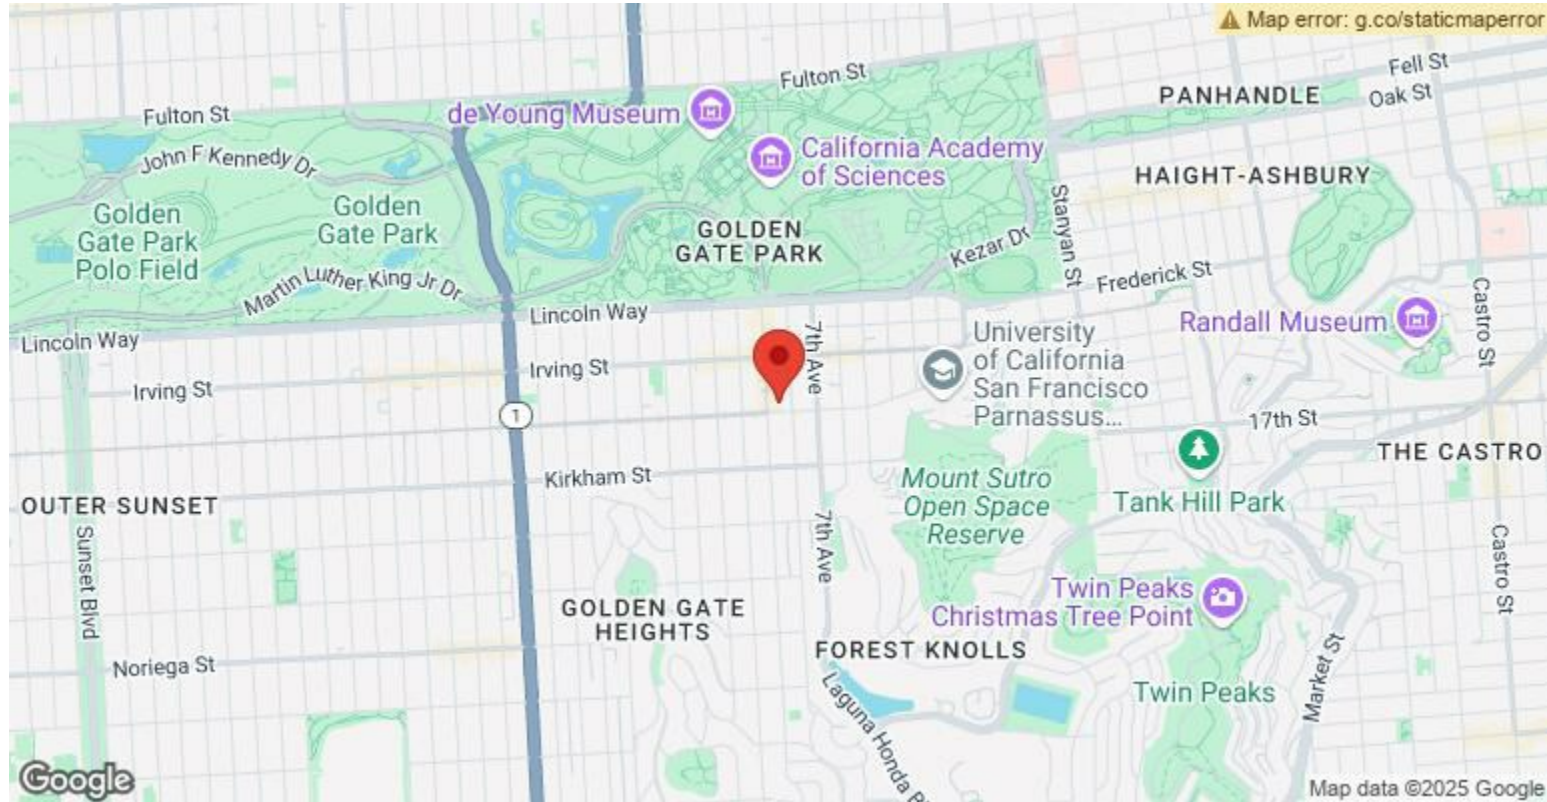 Map error: g.co/staticmaperror
Fulton St
Fell St
de Young Museum
PANHANDLE
Oak St
Fulton St
John F Kennedy Dr
California Academy
of Sciences
HAIGHT-ASHBURY
Golden
Gate Park
Polo Field
Golden
Gate Park
GOLDEN
GATE PARK
Stanyan St
Kezar Dr
Martin Luther King Jr Dr
Frederick St
Lincoln Way
Lincoln Way
Randall Museum
Castro St
7th Ave
University
of California
San Francisco
Parnassus...
Irving St
Irving St
1
17th St
THE CASTRO
Kirkham St
Mount Sutro
Open Space
Reserve
Tank Hill Park
OUTER SUNSET
7th Ave
Castro St
Sunset Blvd
Twin Peaks
Christmas Tree Point
GOLDEN GATE
HEIGHTS
FOREST KNOLLS
Noriega St
Twin Peaks
Market St
Laguna Honda
Google
Map data ©2025 Google